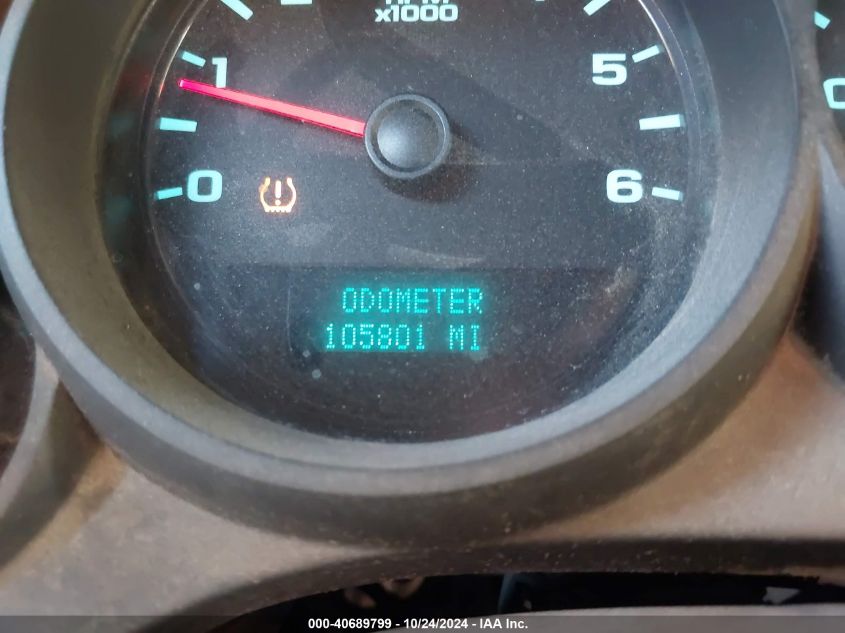 x1000
1
5
0
6
ODOMETER
105801 MI
000-40689799 - 10/24/2024 - IAA Inc.